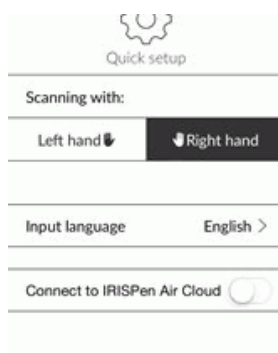 Quick setup
Scanning with:
Left hand Right hand
Input language English >
Connect to IRISPen Air Cloud